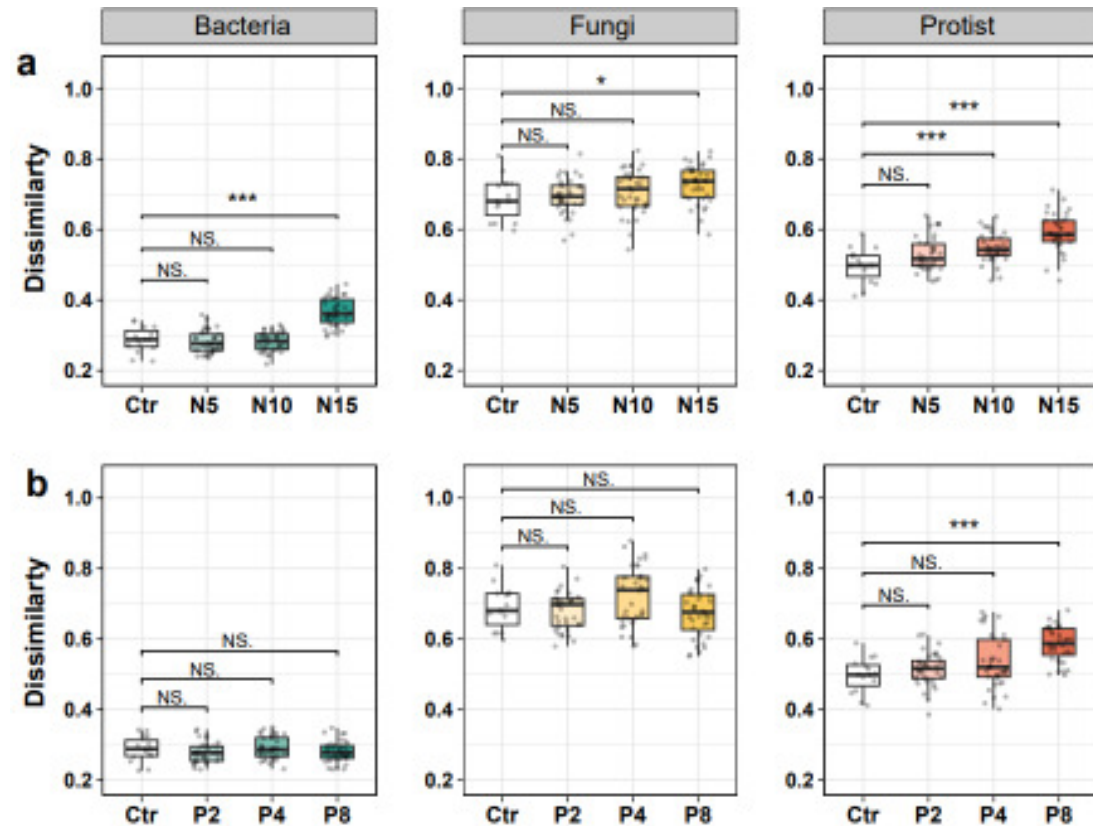 Bacteria Fungi Protist
a
Dissimilarty
1.0 1.0 1.0
0.8 0.8 0.8
0.6 0.6 0.6
0.4 0.4 0.4
0.2 0.2 0.2
*** NS. NS.
* NS. NS.
*** *** NS.
Ctr N5 N10 N15 Ctr N5 N10 N15 Ctr N5 N10 N15
b
Dissimilarty
1.0 1.0 1.0
0.8 0.8 0.8
0.6 0.6 0.6
0.4 0.4 0.4
0.2 0.2 0.2
NS. NS. NS.
NS. NS. NS.
*** NS. NS.
Ctr P2 P4 P8 Ctr P2 P4 P8 Ctr P2 P4 P8